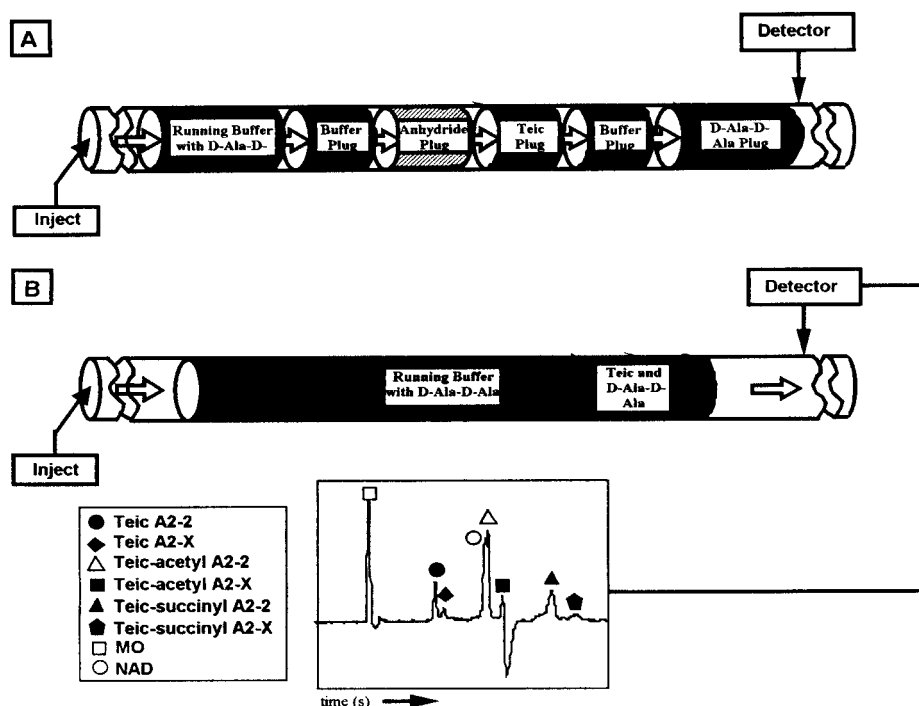 A
Detector
Running Buffer
with D-Ala-D-
Buffer
Plug
Anhydride
Plug
Teic
Plug
Buffer
Plug
D-Ala-D-
Ala Plug
Inject
B
Detector
Running Buffer
with D-Ala-D-Ala
Teic and
D-Ala-D-
Ala
Inject
Teic A2-2
Teic A2-X
Teic-acetyl A2-2
Teic-acetyl A2-X
Teic-succinyl A2-2
Teic-succinyl A2-X
MO
NAD
time (s)